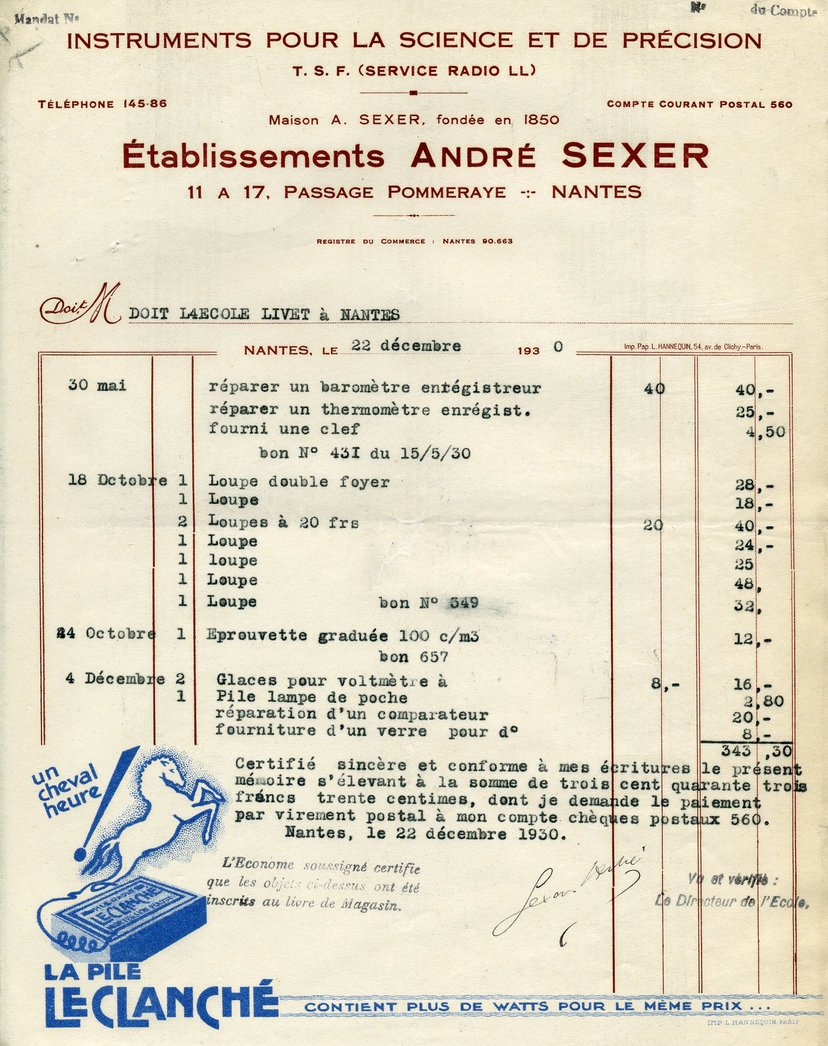 Mandat No
No du Compte
INSTRUMENTS POUR LA SCIENCE ET DE PRÉCISION
T. S. F. (SERVICE RADIO LL)
TÉLÉPHONE 145-86
COMPTE COURANT POSTAL 560
Maison A. SEXER, fondée en 1850
Établissements ANDRÉ SEXER
11 A 17, PASSAGE POMMERAYE -:- NANTES
REGISTRE DU COMMERCE : NANTES 90.663
Doit M DOIT L4ECOLE LIVET à NANTES
NANTES, LE 22 décembre 1930
Imp. Pap. L. HANNEQUIN, 54, av. de Clichy-Paris.
30 mai réparer un baromètre enrégistreur 40 40,-
réparer un thermomètre enrégist. 25,-
fourni une clef 4,50
bon No 43I du 15/5/30
18 Octobre 1 Loupe double foyer 28,-
1 Loupe 18,-
2 Loupes à 20 frs 20 40,-
1 Loupe 24,-
1 loupe 25
1 Loupe 48,
1 Loupe bon No 349 32,
24 Octobre 1 Eprouvette graduée 100 c/m3 12,-
bon 657
4 Décembre 2 Glaces pour voltmètre à 8,- 16,-
1 Pile lampe de poche 2,80
réparation d'un comparateur 20,-
fourniture d'un verre pour do 8,-
343,30
Certifié sincère et conforme à mes écritures le présent
mémoire s'élevant à la somme de trois cent quarante trois
francs trente centimes, dont je demande le paiement
par virement postal à mon compte chèques postaux 560.
Nantes, le 22 décembre 1930.
un
cheval
heure!
L'Econome soussigné certifie
que les objets ci-dessus ont été
inscrits au livre de Magasin.
Vu et vérifié :
Le Directeur de l'Ecole,
LECLANCHÉ
LA PILE
LECLANCHÉ
CONTIENT PLUS DE WATTS POUR LE MÊME PRIX ...
IMP. L. HANNEQUIN. PARIS